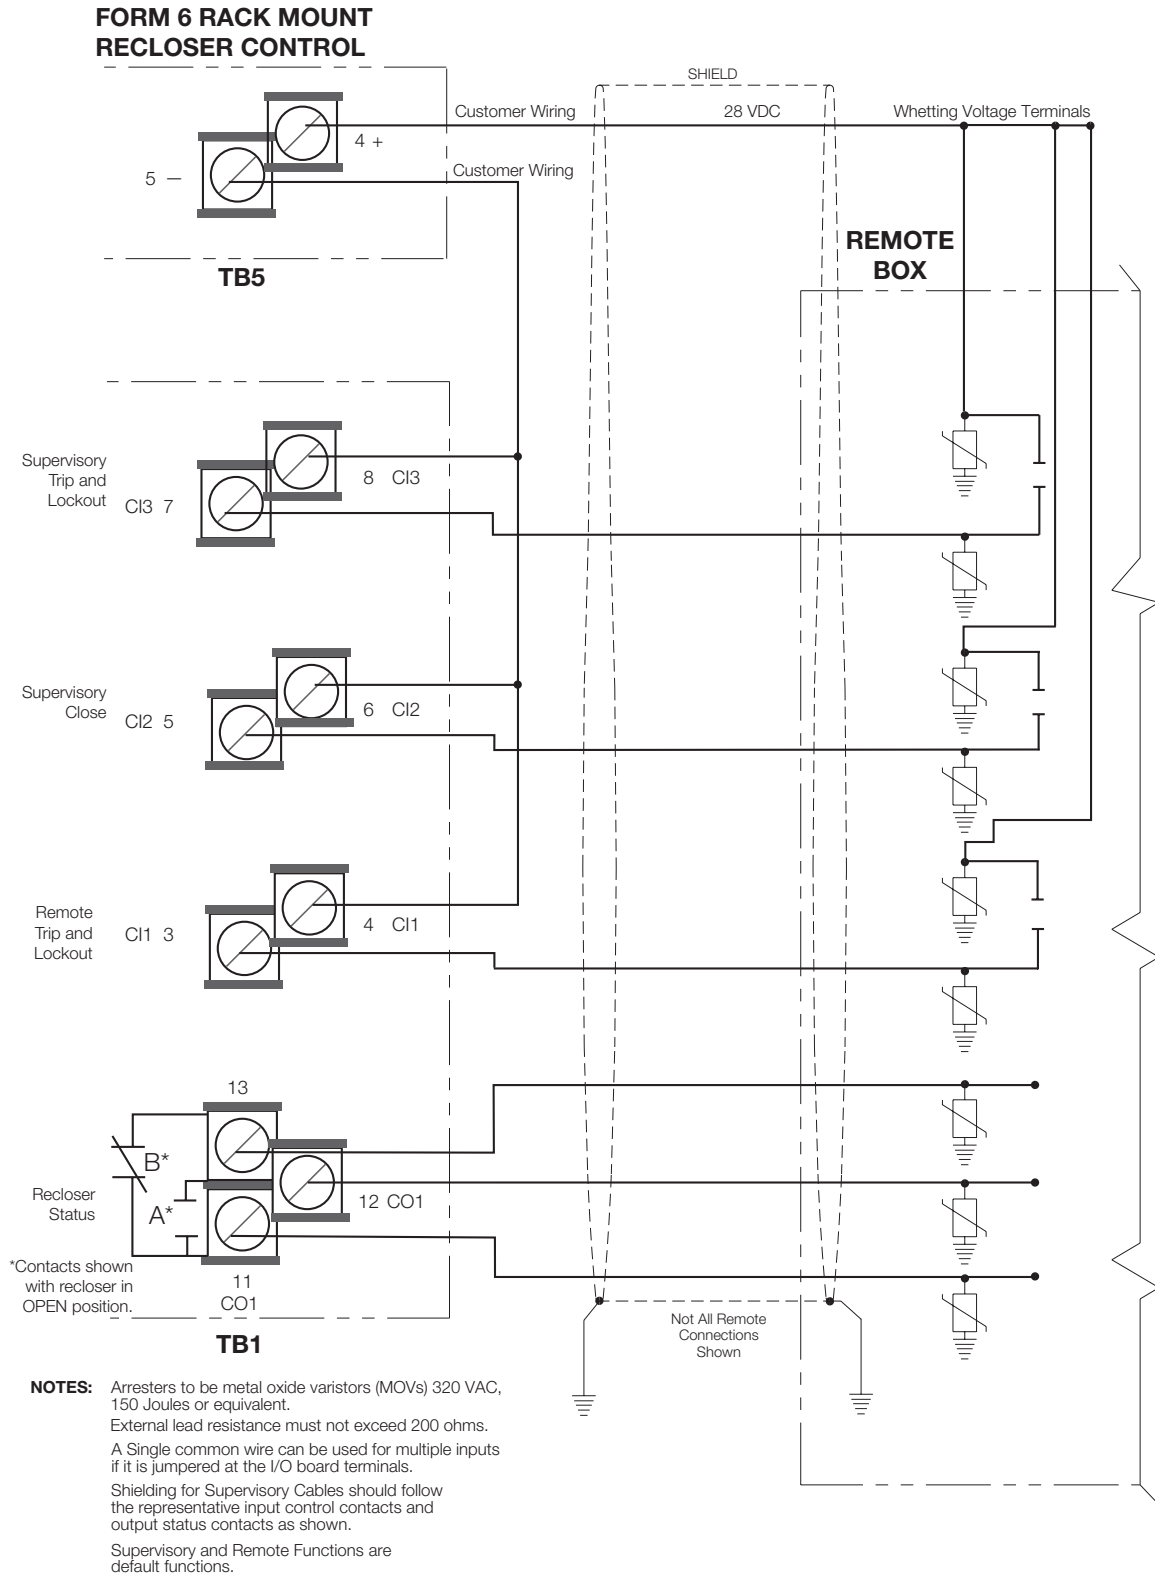 FORM 6 RACK MOUNT
RECLOSER CONTROL
SHIELD
Customer Wiring
28 VDC
Whetting Voltage Terminals
4 +
5 —
Customer Wiring
TB5
REMOTE
BOX
Supervisory
Trip and
Lockout
CI3 7
8 CI3
Supervisory
Close
CI2 5
6 CI2
Remote
Trip and
Lockout
CI1 3
4 CI1
13
B*
A*
Recloser
Status
12 CO1
*Contacts shown
with recloser in
OPEN position.
11
CO1
TB1
Not All Remote
Connections
Shown
NOTES: Arresters to be metal oxide varistors (MOVs) 320 VAC,
150 Joules or equivalent.
External lead resistance must not exceed 200 ohms.
A Single common wire can be used for multiple inputs
if it is jumpered at the I/O board terminals.
Shielding for Supervisory Cables should follow
the representative input control contacts and
output status contacts as shown.
Supervisory and Remote Functions are
default functions.